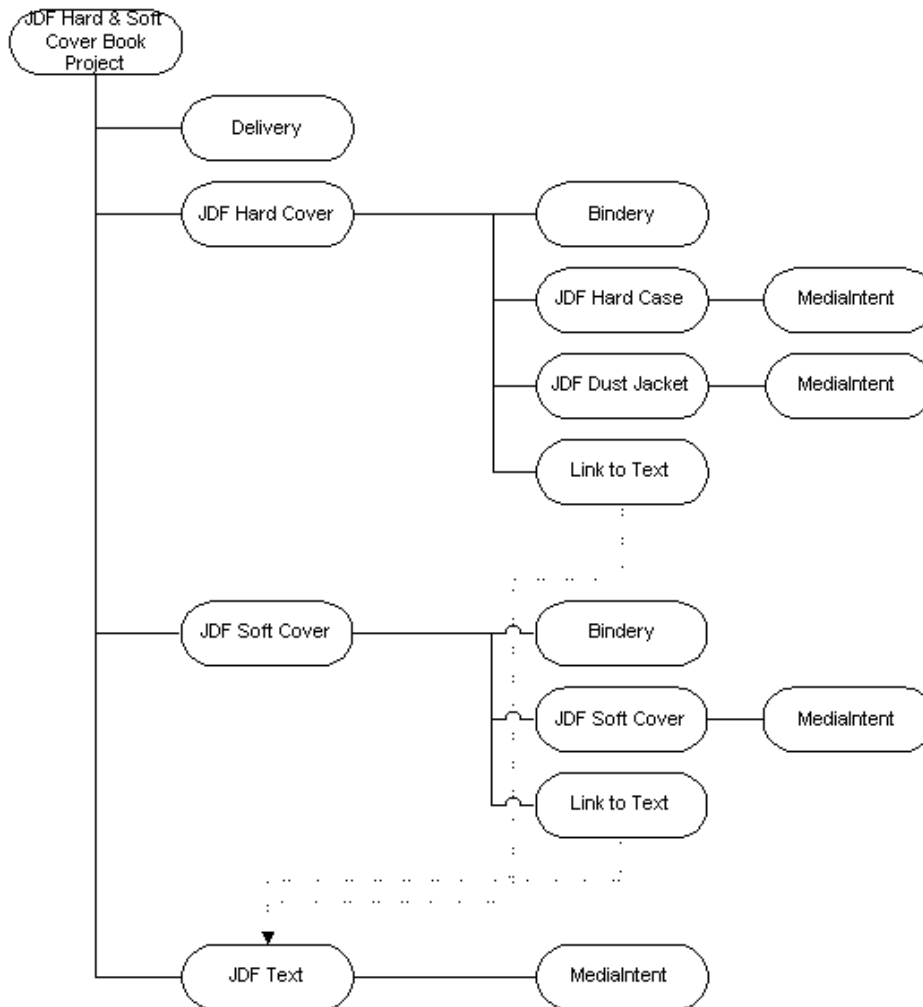 JDF Hard & Soft
Cover Book
Project
Delivery
JDF Hard Cover
Bindery
JDF Hard Case
MediaIntent
JDF Dust Jacket
MediaIntent
Link to Text
JDF Soft Cover
Bindery
JDF Soft Cover
MediaIntent
Link to Text
JDF Text
MediaIntent